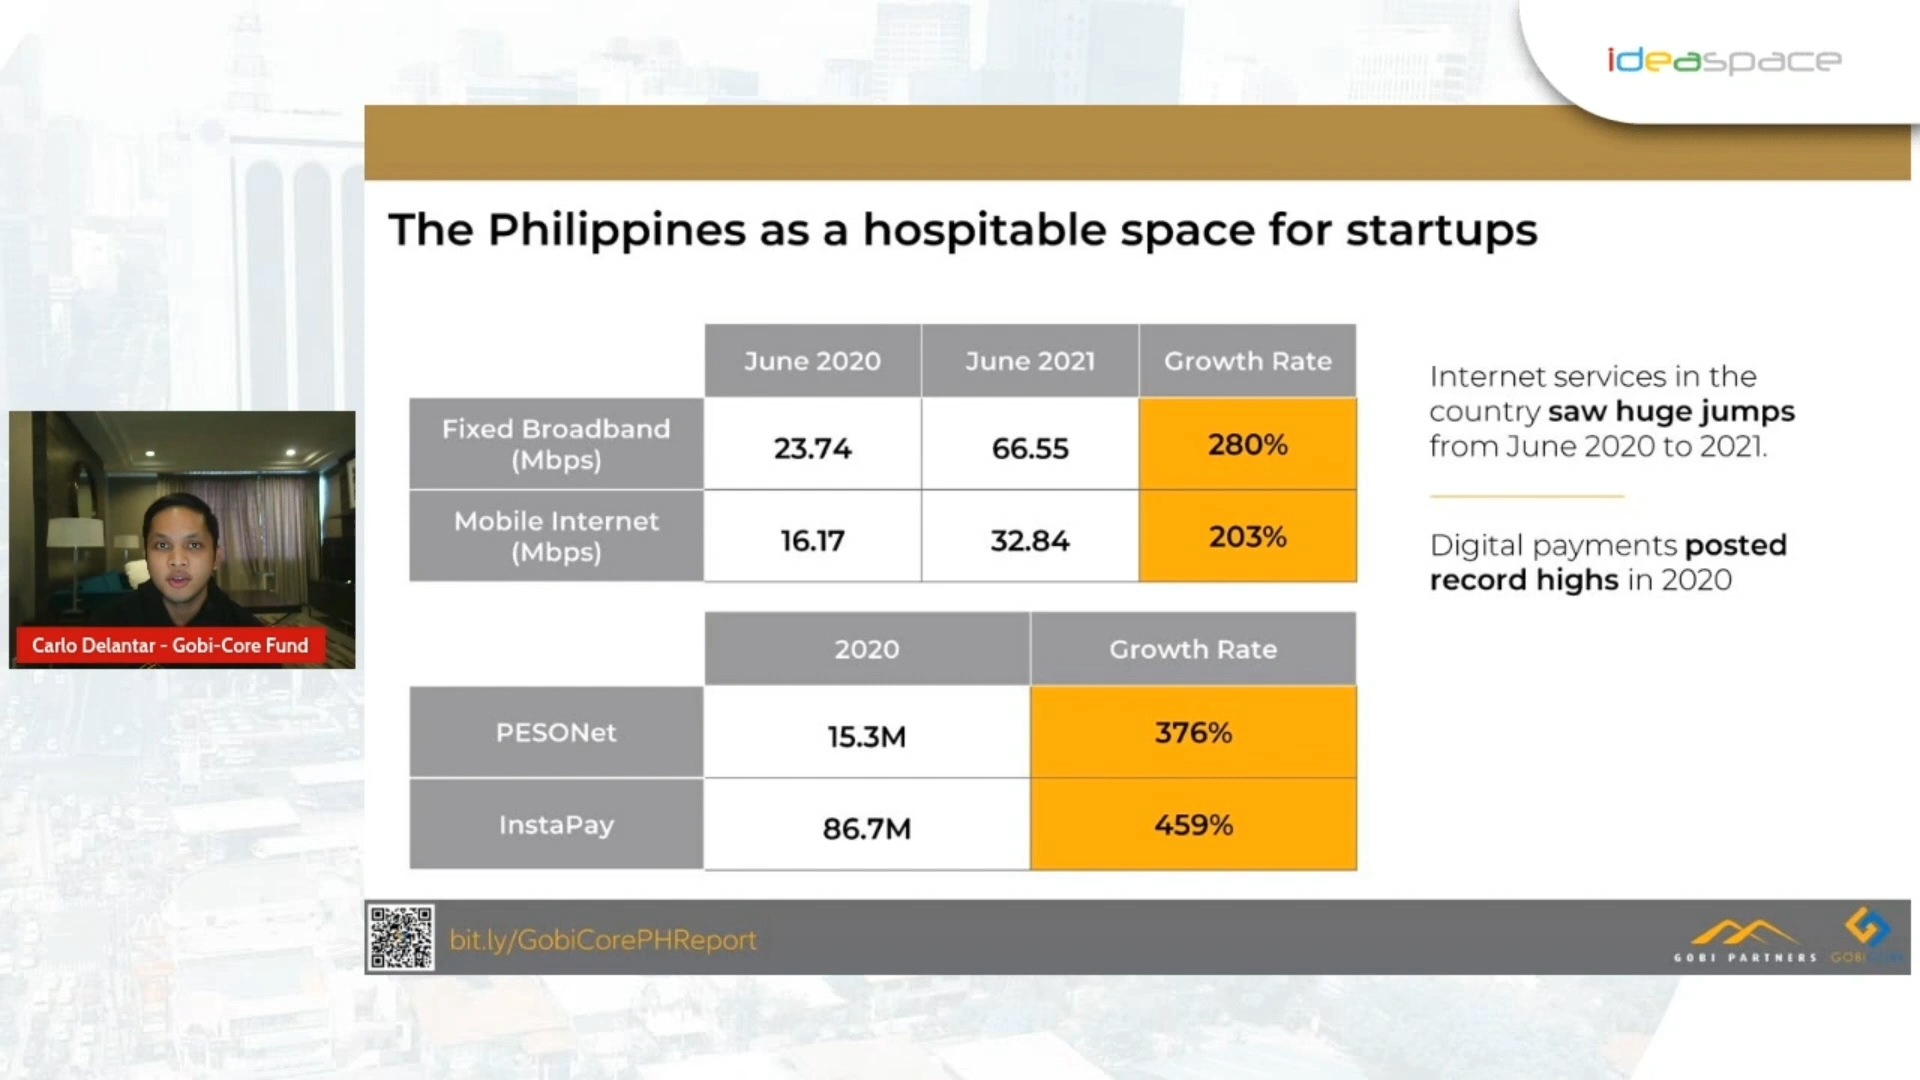 ideaspace
The Philippines as a hospitable space for startups
June 2020 June 2021 Growth Rate
Fixed Broadband
(Mbps)
23.74 66.55 280%
Mobile Internet
(Mbps)
16.17 32.84 203%
2020 Growth Rate
PESONet 15.3M 376%
InstaPay 86.7M 459%
Internet services in the
country saw huge jumps
from June 2020 to 2021.
Digital payments posted
record highs in 2020
Carlo Delantar - Gobi-Core Fund
bit.ly/GobiCorePHReport
GOBI PARTNERS